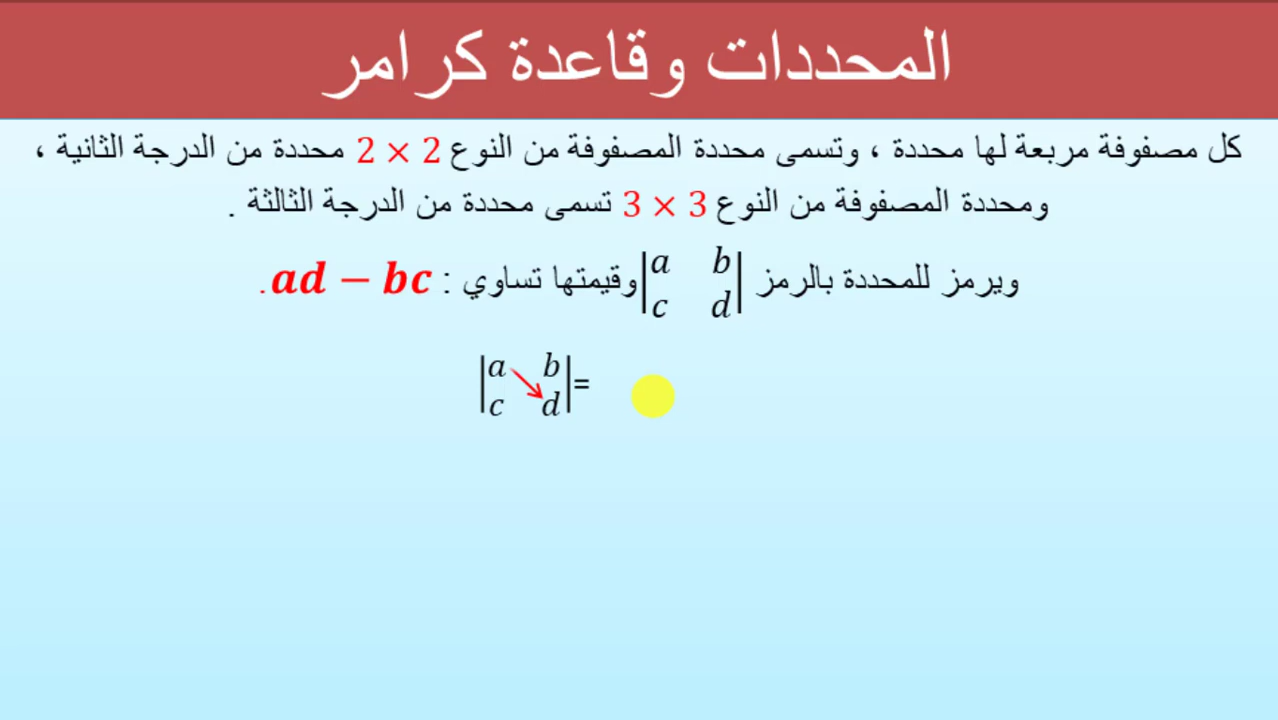 المحددات وقاعدة كرامر
كل مصفوفة مربعة لها محددة ، وتسمى محددة المصفوفة من النوع 2 × 2 محددة من الدرجة الثانية ،
ومحددة المصفوفة من النوع 3 × 3 تسمى محددة من الدرجة الثالثة .
ويرمز للمحددة بالرمز |a b
c d| وقيمتها تساوي : ad − bc.
|a b
c d|=